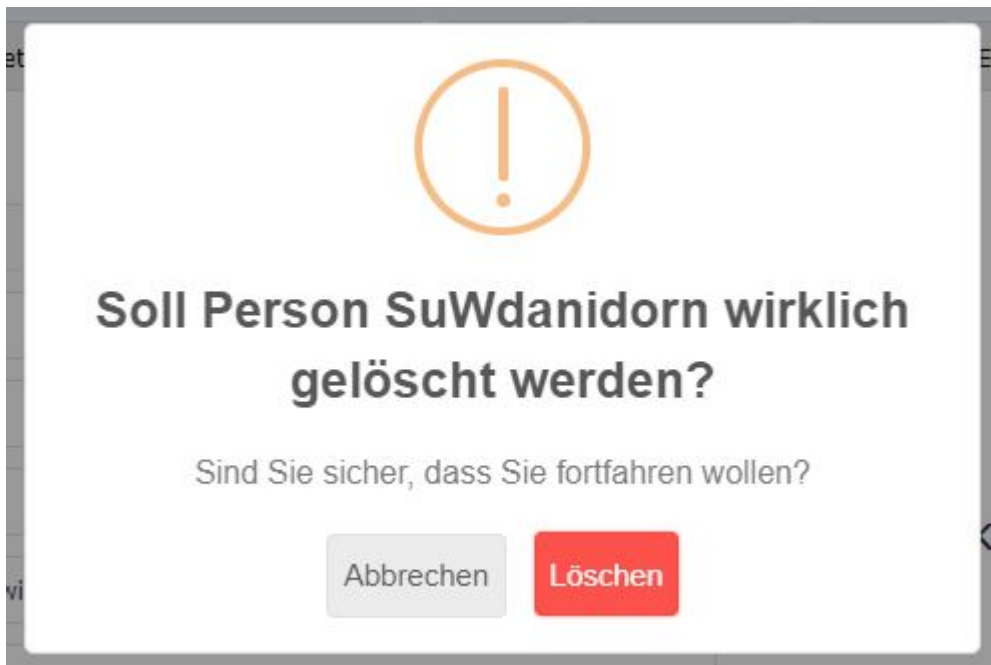 Soll Person SuWdanidorn wirklich
gelöscht werden?
Sind Sie sicher, dass Sie fortfahren wollen?
Abbrechen
Löschen